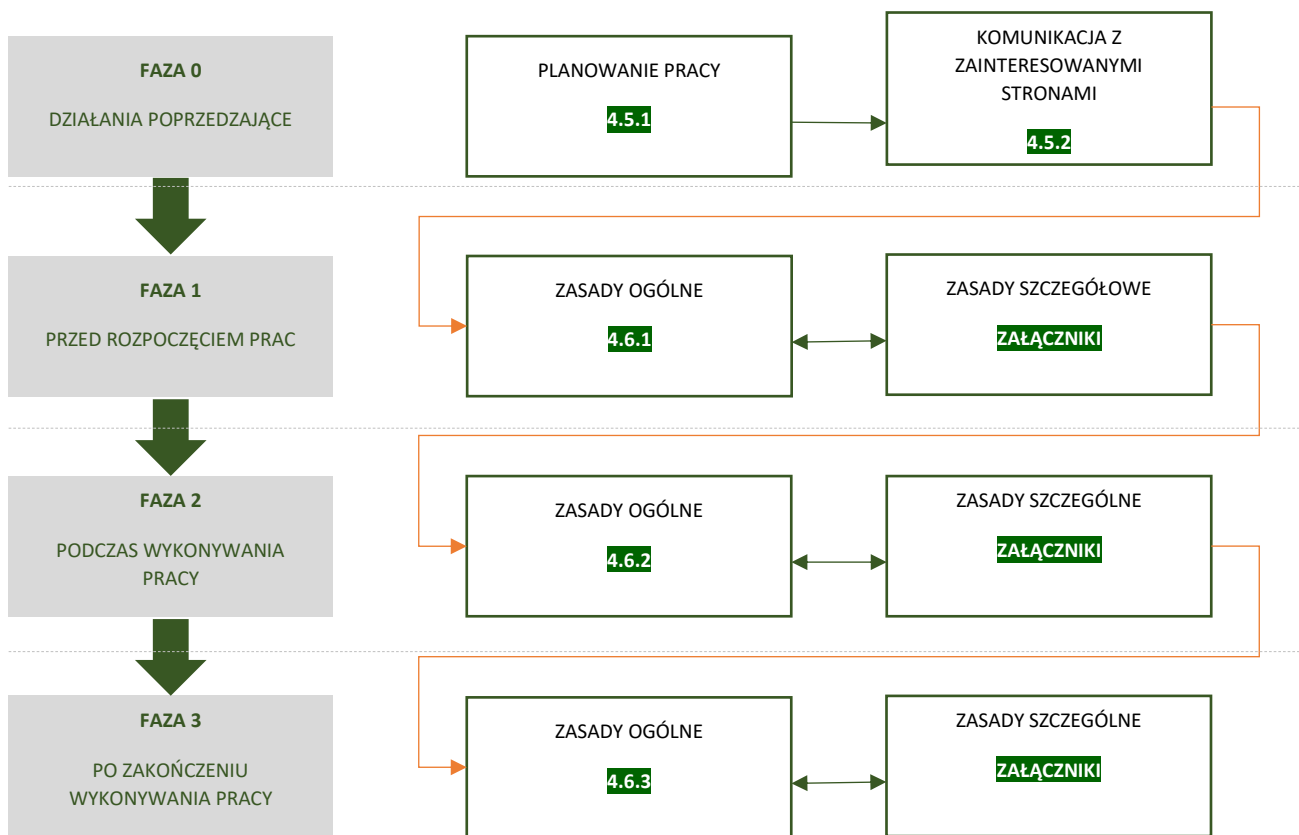 FAZA 0
DZIAŁANIA POPRZEDZAJĄCE
PLANOWANIE PRACY
4.5.1
KOMUNIKACJA Z
ZAINTERESOWANYMI
STRONAMI
4.5.2
FAZA 1
PRZED ROZPOCZĘCIEM PRAC
ZASADY OGÓLNE
4.6.1
ZASADY SZCZEGÓŁOWE
ZAŁĄCZNIKI
FAZA 2
PODCZAS WYKONYWANIA
PRACY
ZASADY OGÓLNE
4.6.2
ZASADY SZCZEGÓLNE
ZAŁĄCZNIKI
FAZA 3
PO ZAKOŃCZENIU
WYKONYWANIA PRACY
ZASADY OGÓLNE
4.6.3
ZASADY SZCZEGÓLNE
ZAŁĄCZNIKI